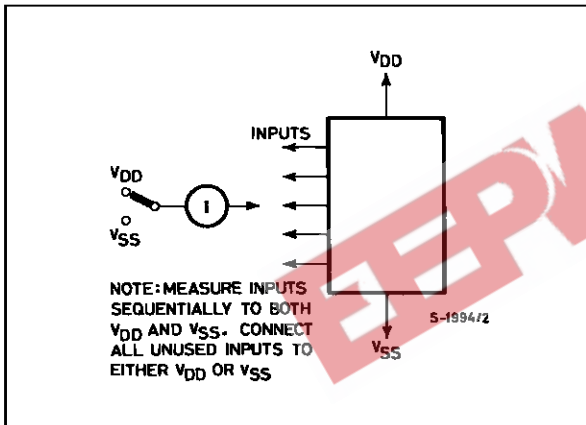 VDD
INPUTS
VDD
I
VSS
NOTE: MEASURE INPUTS
SEQUENTIALLY TO BOTH
VDD AND VSS. CONNECT
ALL UNUSED INPUTS TO
EITHER VDD OR VSS
S-1994/2
VSS
EEPW